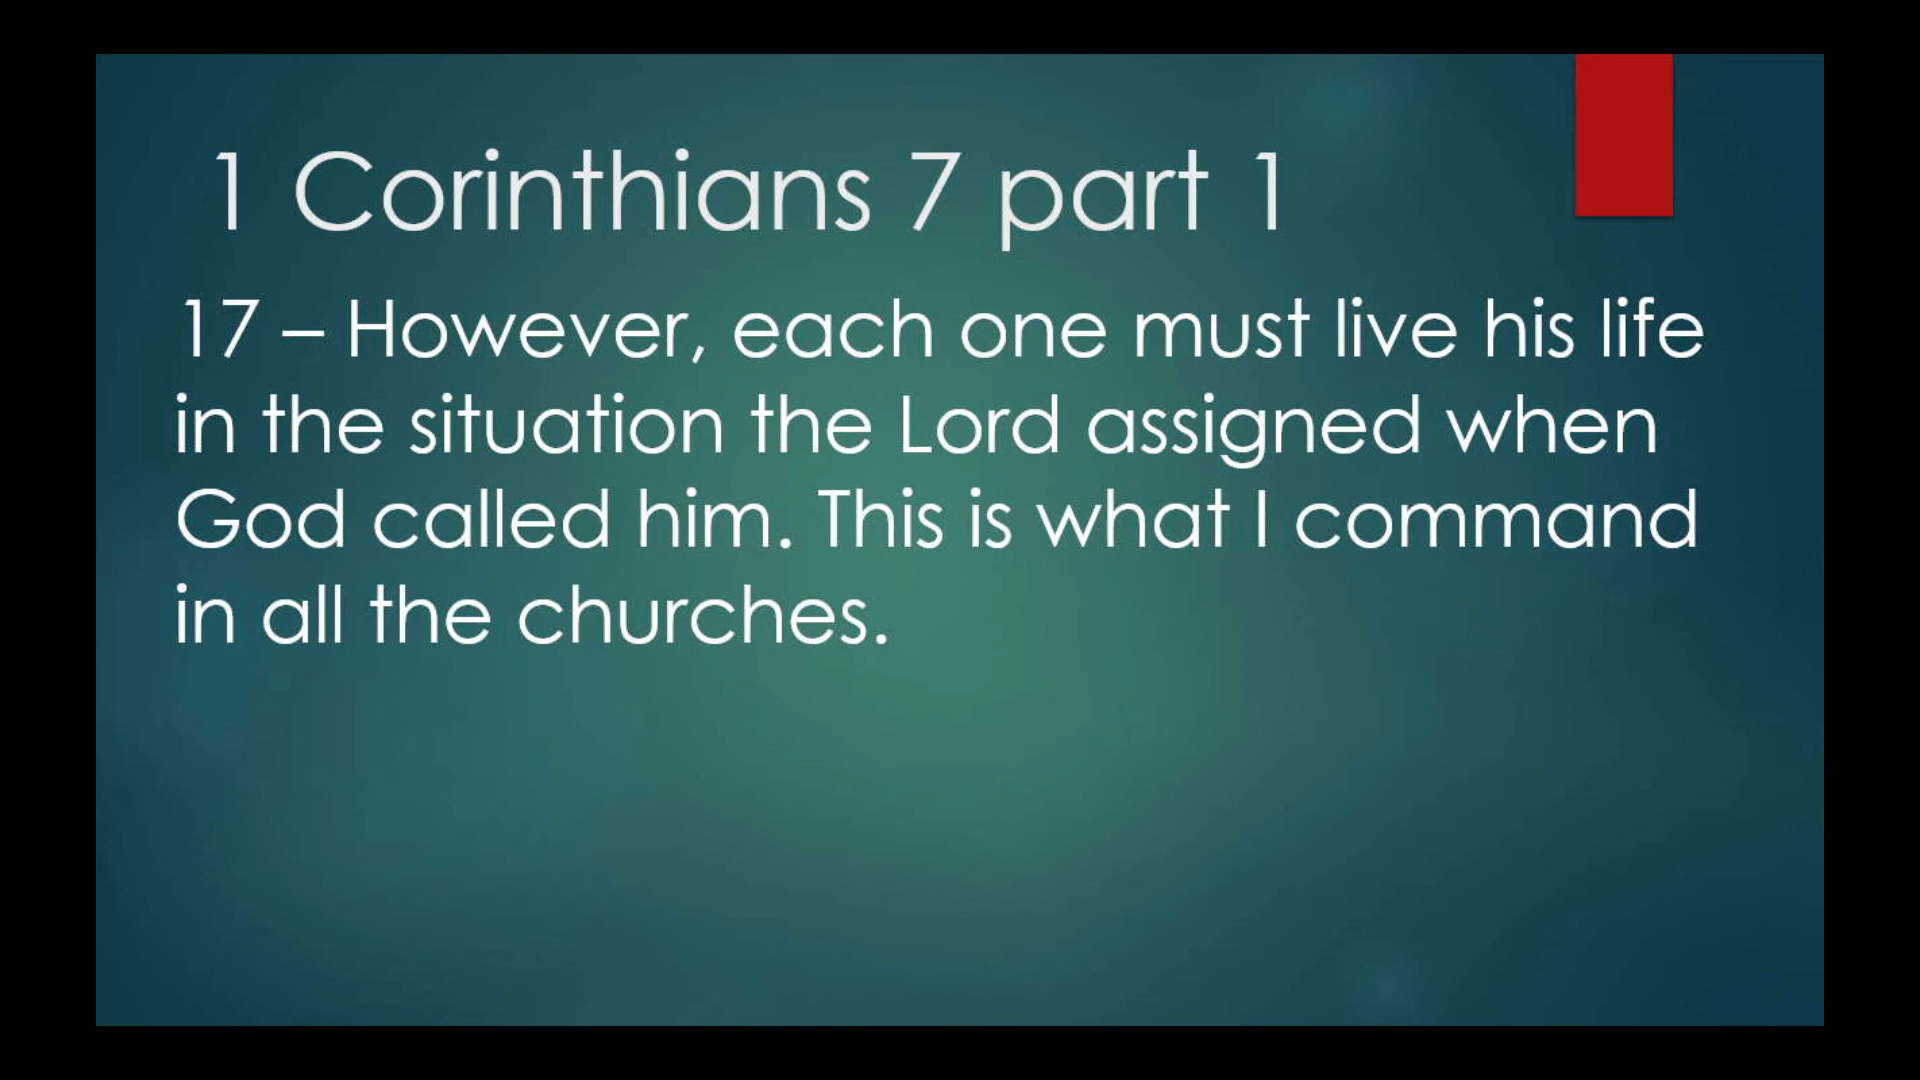 1 Corinthians 7 part 1
17 – However, each one must live his life
in the situation the Lord assigned when
God called him. This is what I command
in all the churches.